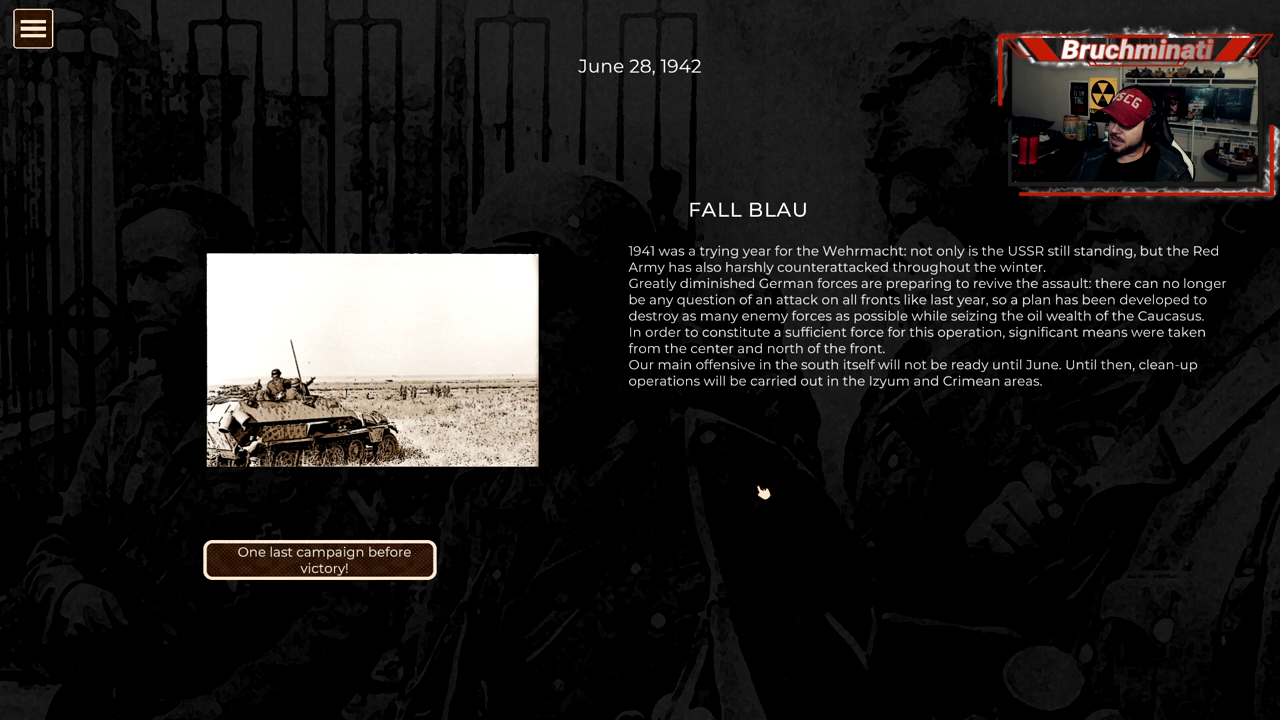 June 28, 1942
Bruchminati
SCG
FALL BLAU
1941 was a trying year for the Wehrmacht: not only is the USSR still standing, but the Red
Army has also harshly counterattacked throughout the winter.
Greatly diminished German forces are preparing to revive the assault: there can no longer
be any question of an attack on all fronts like last year, so a plan has been developed to
destroy as many enemy forces as possible while seizing the oil wealth of the Caucasus.
In order to constitute a sufficient force for this operation, significant means were taken
from the center and north of the front.
Our main offensive in the south itself will not be ready until June. Until then, clean-up
operations will be carried out in the Izyum and Crimean areas.
One last campaign before
victory!